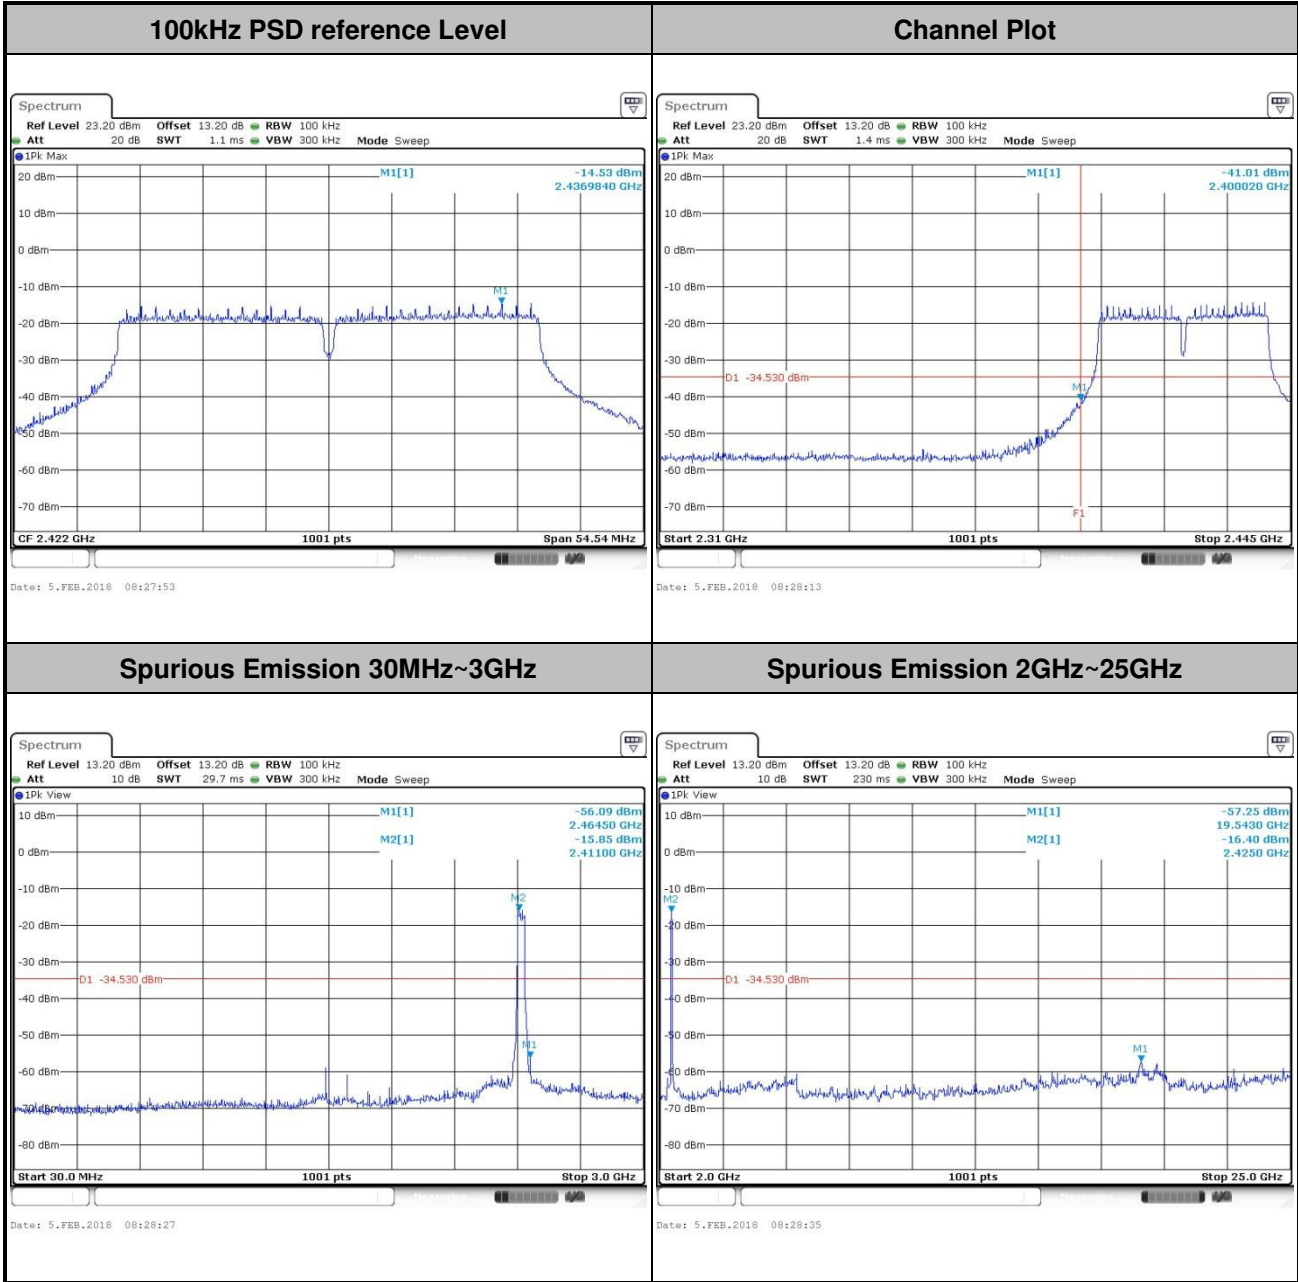 100kHz PSD reference Level
Channel Plot
Spectrum
Ref Level 23.20 dBm Offset 13.20 dB RBW 100 kHz
Att 20 dB SWT 1.1 ms VBW 300 kHz Mode Sweep
1Pk Max
M1[1] -14.53 dBm
2.4369840 GHz
20 dBm
10 dBm
0 dBm
-10 dBm
M1
-20 dBm
-30 dBm
-40 dBm
-50 dBm
-60 dBm
-70 dBm
CF 2.422 GHz 1001 pts Span 54.54 MHz
Date: 5.FEB.2018 08:27:53
Spectrum
Ref Level 23.20 dBm Offset 13.20 dB RBW 100 kHz
Att 20 dB SWT 1.4 ms VBW 300 kHz Mode Sweep
1Pk Max
M1[1] -41.01 dBm
2.400020 GHz
20 dBm
10 dBm
0 dBm
-10 dBm
-20 dBm
-30 dBm
D1 -34.530 dBm
M1
-40 dBm
-50 dBm
-60 dBm
-70 dBm
F1
Start 2.31 GHz 1001 pts Stop 2.445 GHz
Date: 5.FEB.2018 08:28:13
Spurious Emission 30MHz~3GHz
Spurious Emission 2GHz~25GHz
Spectrum
Ref Level 13.20 dBm Offset 13.20 dB RBW 100 kHz
Att 10 dB SWT 29.7 ms VBW 300 kHz Mode Sweep
1Pk View
M1[1] -56.09 dBm
2.46450 GHz
M2[1] -15.85 dBm
2.41100 GHz
10 dBm
0 dBm
-10 dBm
M2
-20 dBm
-30 dBm
D1 -34.530 dBm
-40 dBm
-50 dBm
M1
-60 dBm
-70 dBm
-80 dBm
Start 30.0 MHz 1001 pts Stop 3.0 GHz
Date: 5.FEB.2018 08:28:27
Spectrum
Ref Level 13.20 dBm Offset 13.20 dB RBW 100 kHz
Att 10 dB SWT 230 ms VBW 300 kHz Mode Sweep
1Pk View
M1[1] -57.25 dBm
19.5430 GHz
M2[1] -16.40 dBm
2.4250 GHz
10 dBm
0 dBm
-10 dBm
M2
-20 dBm
-30 dBm
D1 -34.530 dBm
-40 dBm
-50 dBm
M1
-60 dBm
-70 dBm
-80 dBm
Start 2.0 GHz 1001 pts Stop 25.0 GHz
Date: 5.FEB.2018 08:28:35